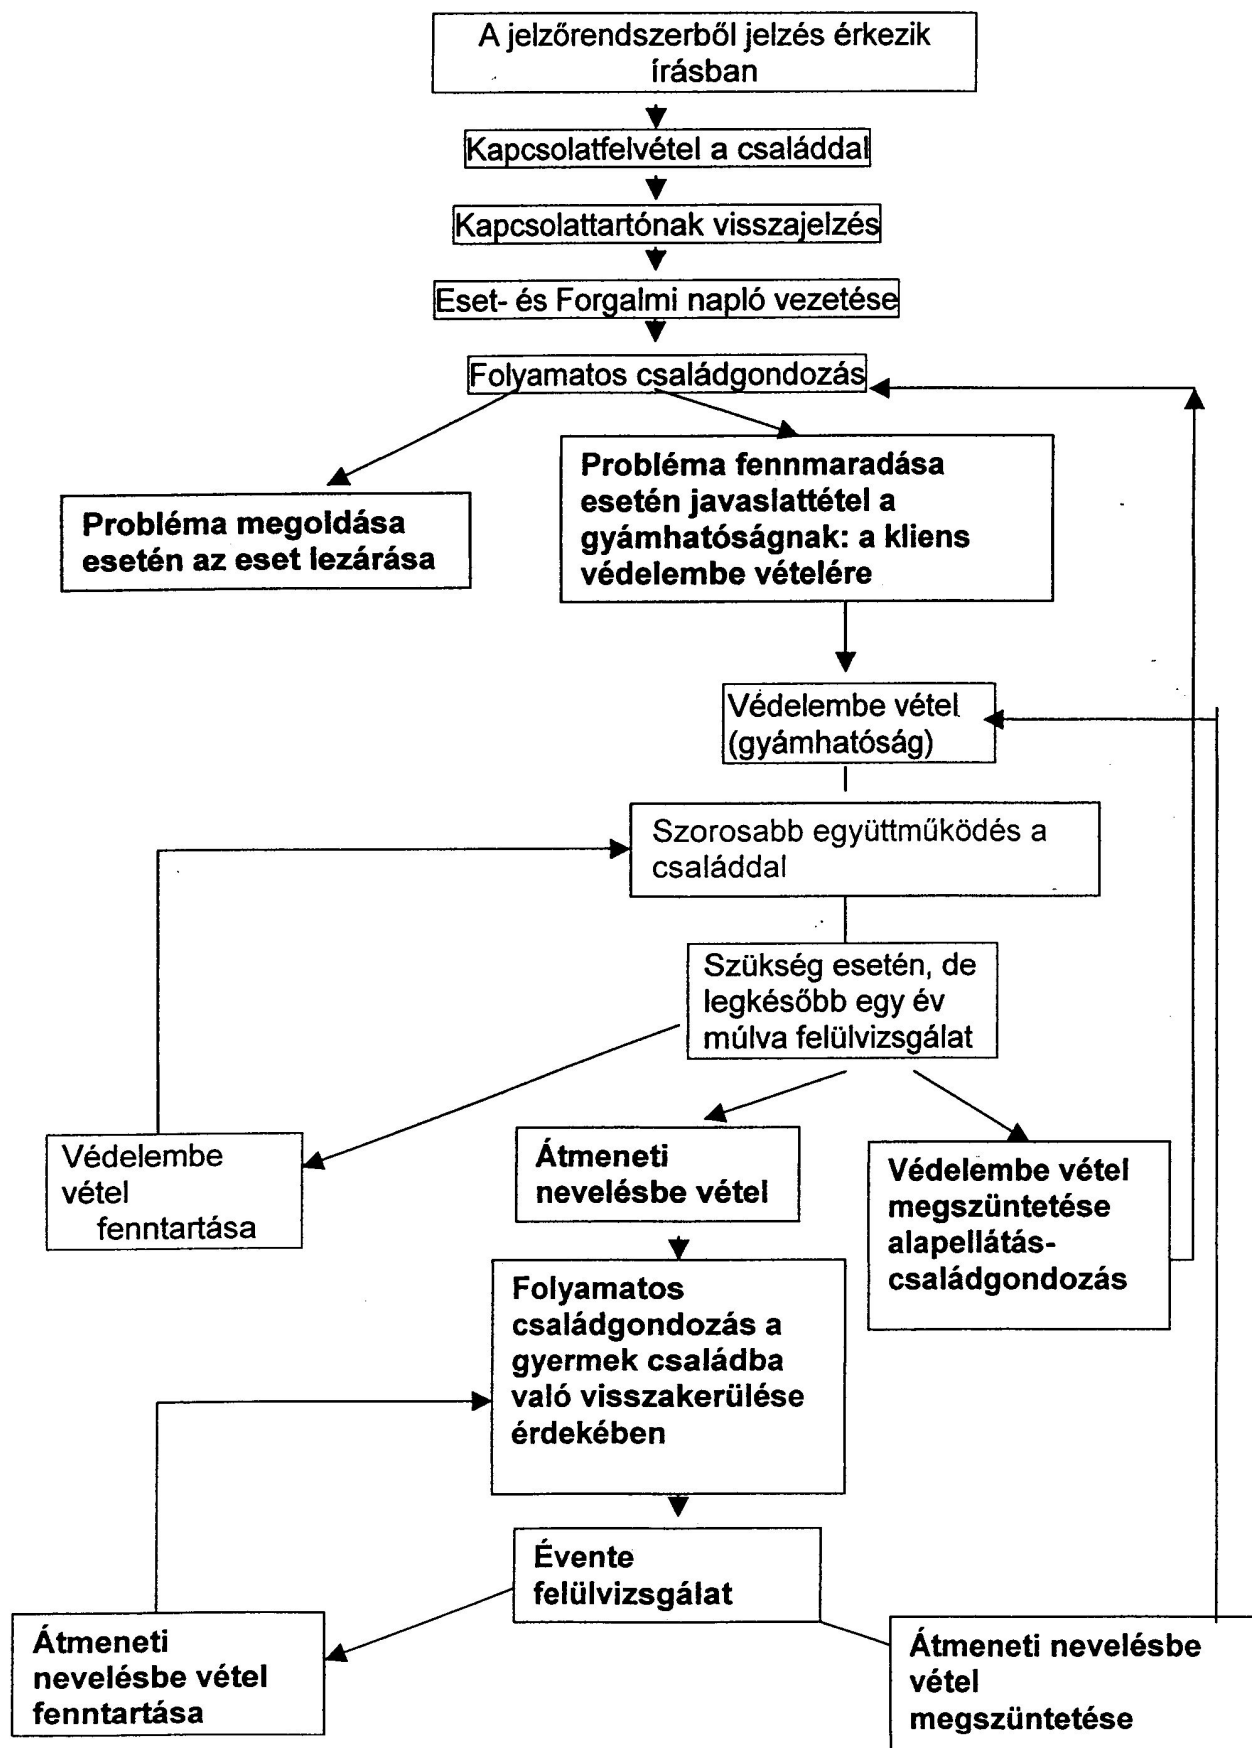 A jelzőrendszerből jelzés érkezik
írásban
Kapcsolatfelvétel a családdal
Kapcsolattartónak visszajelzés
Eset- és Forgalmi napló vezetése
Folyamatos családgondozás
Probléma megoldása
esetén az eset lezárása
Probléma fennmaradása
esetén javaslattétel a
gyámhatóságnak: a kliens
védelembe vételére
Védelembe vétel
(gyámhatóság)
Szorosabb együttműködés a
családdal
Szükség esetén, de
legkésőbb egy év
múlva felülvizsgálat
Védelembe
vétel
fenntartása
Átmeneti
nevelésbe vétel
Védelembe vétel
megszüntetése
alapellátás-
családgondozás
Folyamatos
családgondozás a
gyermek családba
való visszakerülése
érdekében
Évente
felülvizsgálat
Átmeneti
nevelésbe vétel
fenntartása
Átmeneti nevelésbe
vétel
megszüntetése